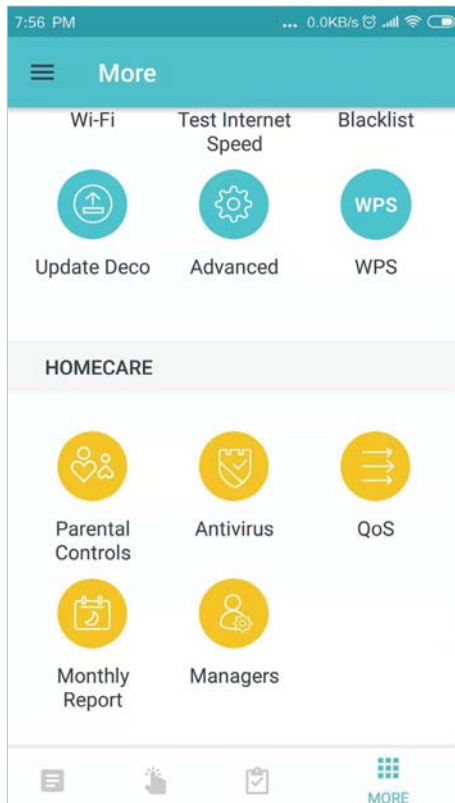 7:56 PM ... 0.0KB/s
More
Wi-Fi Test Internet Speed Blacklist
Update Deco Advanced WPS WPS
HOMECARE
Parental Controls Antivirus QoS
Monthly Report Managers
MORE